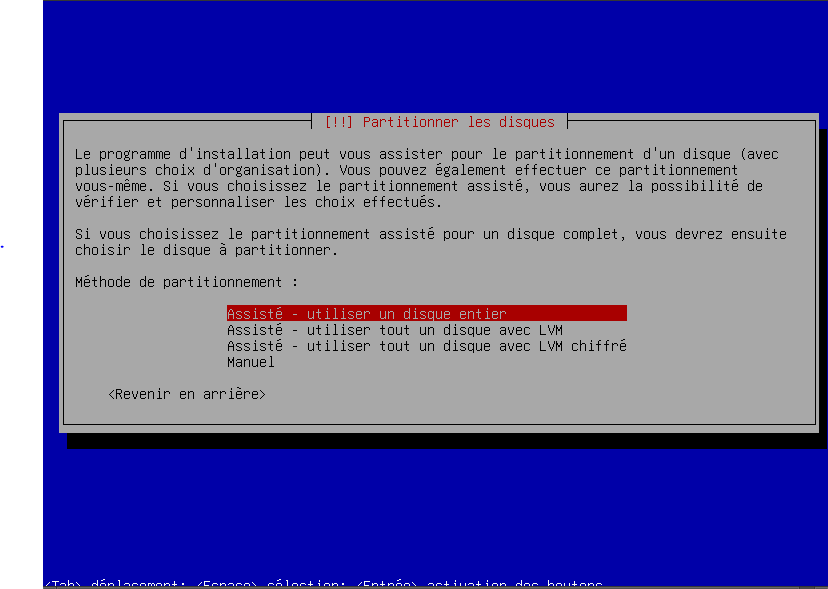 [!!] Partitionner les disques
Le programme d'installation peut vous assister pour le partitionnement d'un disque (avec
plusieurs choix d'organisation). Vous pouvez également effectuer ce partitionnement
vous-même. Si vous choisissez le partitionnement assisté, vous aurez la possibilité de
vérifier et personnaliser les choix effectués.
Si vous choisissez le partitionnement assisté pour un disque complet, vous devrez ensuite
choisir le disque à partitionner.
Méthode de partitionnement :
Assisté - utiliser un disque entier
Assisté - utiliser tout un disque avec LVM
Assisté - utiliser tout un disque avec LVM chiffré
Manuel
<Revenir en arrière>
<Tab> déplacement; <Espace> sélection; <Entrée> activation des boutons